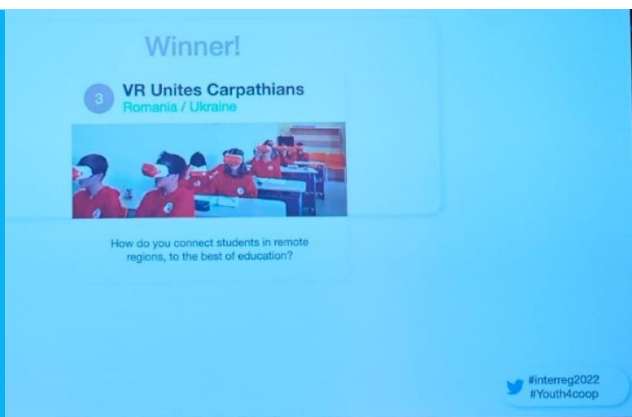 Winner!
3
VR Unites Carpathians
Romania / Ukraine
How do you connect students in remote
regions, to the best of education?
#interreg2022
#Youth4coop